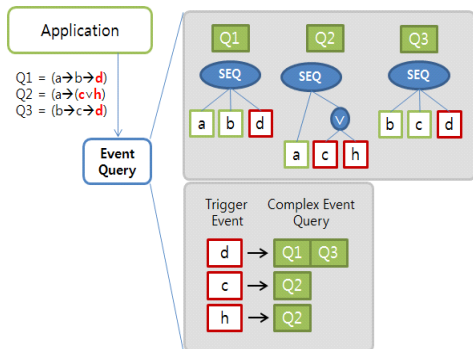 Application
Q1 = (a→b→d)
Q2 = (a→(c∨h)
Q3 = (b→c→d)
Event
Query
Q1 Q2 Q3
SEQ SEQ SEQ
∨
a b d a c h b c d
Trigger Complex Event
Event Query
d → Q1 Q3
c → Q2
h → Q2